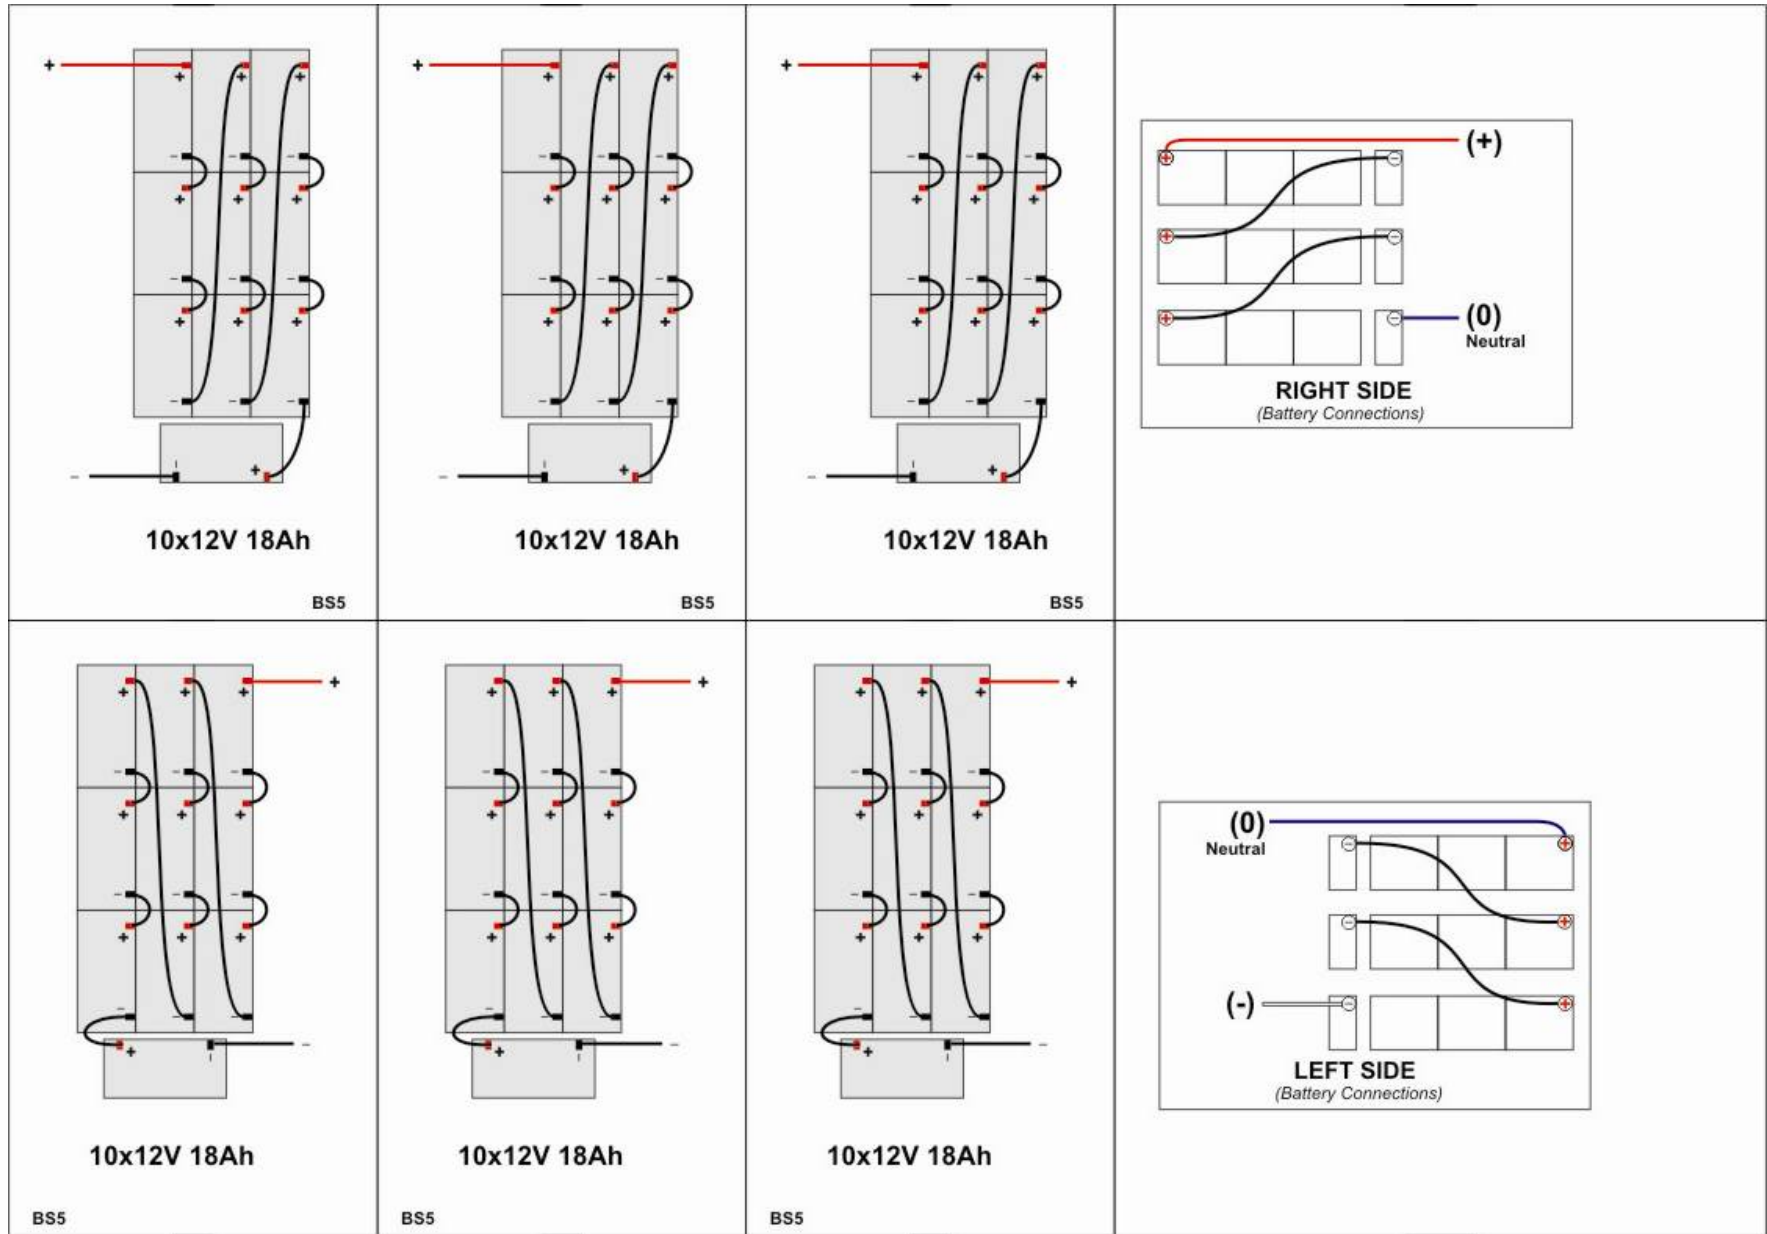 10x12V 18Ah
BS5
10x12V 18Ah
BS5
10x12V 18Ah
BS5
(+)
(0)
Neutral
RIGHT SIDE
(Battery Connections)
10x12V 18Ah
BS5
10x12V 18Ah
BS5
10x12V 18Ah
BS5
(0)
Neutral
(-)
LEFT SIDE
(Battery Connections)